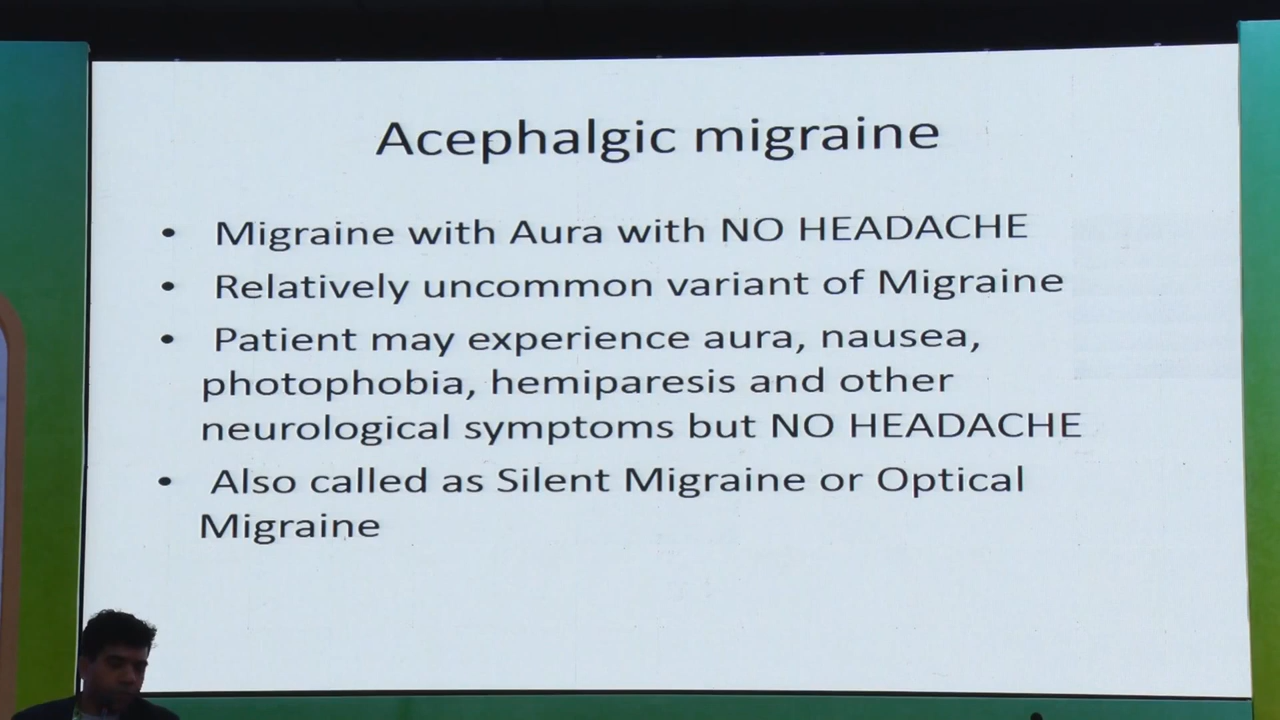 Acephalgic migraine
• Migraine with Aura with NO HEADACHE
• Relatively uncommon variant of Migraine
• Patient may experience aura, nausea,
photophobia, hemiparesis and other
neurological symptoms but NO HEADACHE
• Also called as Silent Migraine or Optical
Migraine